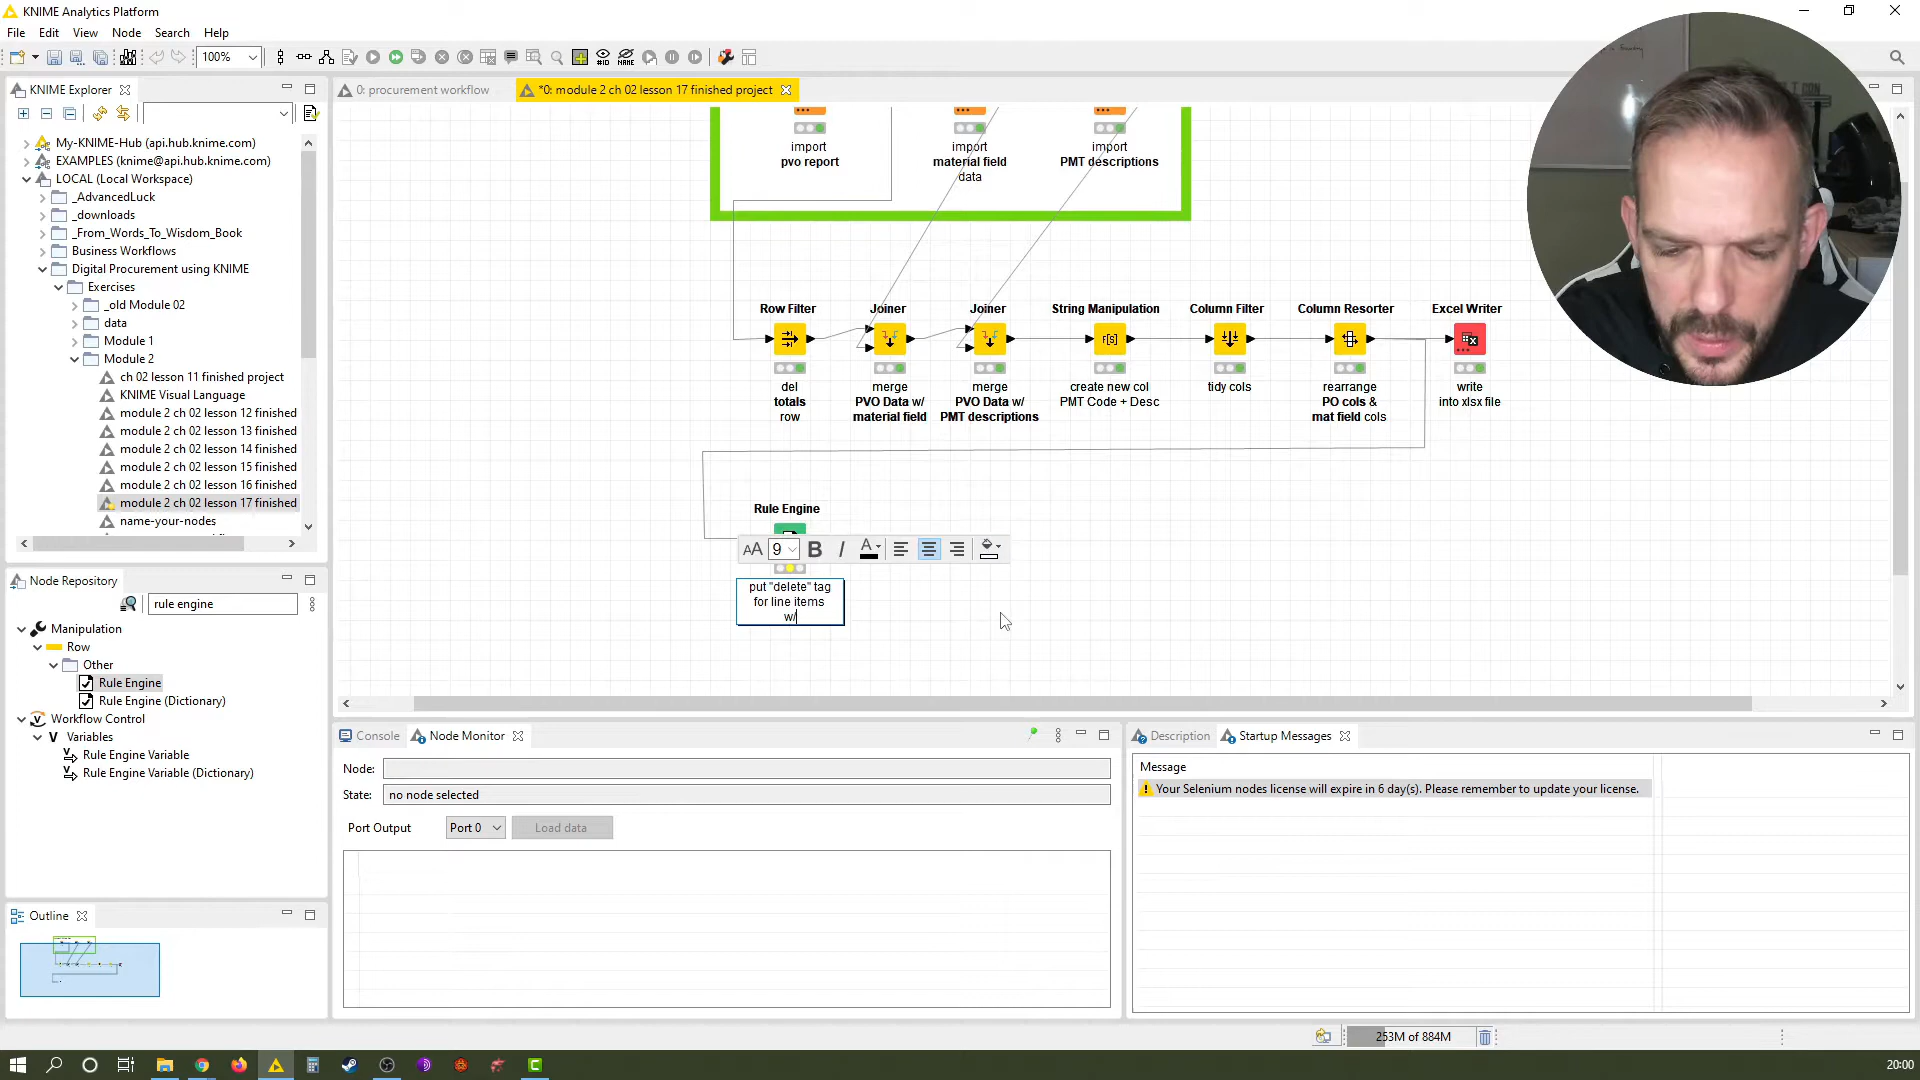 KNIME Analytics Platform
File Edit View Node Search Help
100%
KNIME Explorer
0: procurement workflow
*0: module 2 ch 02 lesson 17 finished project
My-KNIME-Hub (api.hub.knime.com)
EXAMPLES (knime@api.hub.knime.com)
LOCAL (Local Workspace)
_AdvancedLuck
_downloads
_From_Words_To_Wisdom_Book
Business Workflows
Digital Procurement using KNIME
Exercises
_old Module 02
data
Module 1
Module 2
ch 02 lesson 11 finished project
KNIME Visual Language
module 2 ch 02 lesson 12 finished
module 2 ch 02 lesson 13 finished
module 2 ch 02 lesson 14 finished
module 2 ch 02 lesson 15 finished
module 2 ch 02 lesson 16 finished
module 2 ch 02 lesson 17 finished
name-your-nodes
import
pvo report
import
material field
data
import
PMT descriptions
Row Filter
del
totals
row
Joiner
merge
PVO Data w/
material field
Joiner
merge
PVO Data w/
PMT descriptions
String Manipulation
create new col
PMT Code + Desc
Column Filter
tidy cols
Column Resorter
rearrange
PO cols &
mat field cols
Excel Writer
write
into xlsx file
Rule Engine
AA 9 B I A
put "delete" tag
for line items
w/
Node Repository
rule engine
Manipulation
Row
Other
Rule Engine
Rule Engine (Dictionary)
Workflow Control
Variables
Rule Engine Variable
Rule Engine Variable (Dictionary)
Outline
Console
Node Monitor
Node:
State: no node selected
Port Output Port 0 Load data
Description
Startup Messages
Message
Your Selenium nodes license will expire in 6 day(s). Please remember to update your license.
253M of 884M
20:00